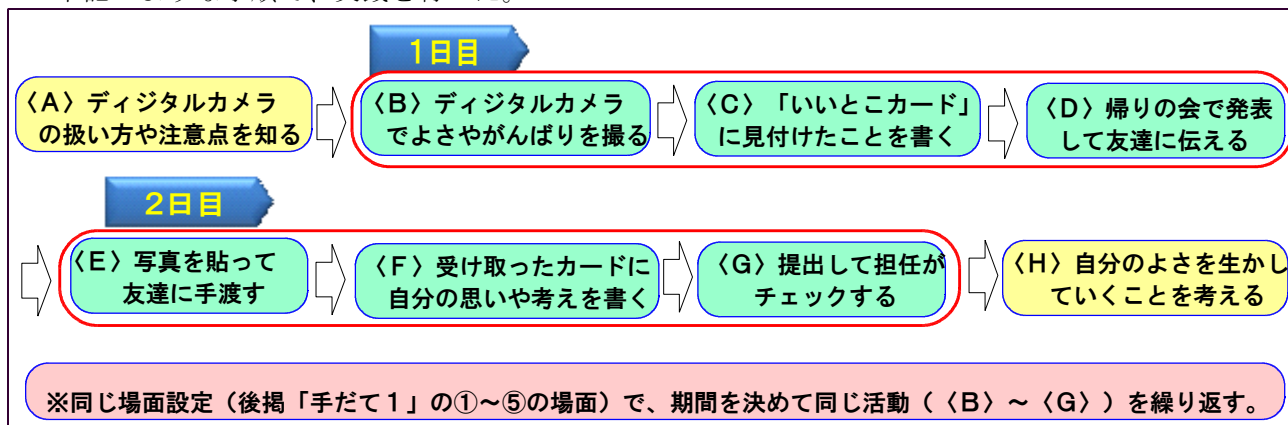 1日目
〈A〉ディジタルカメラ
の扱い方や注意点を知る
〈B〉ディジタルカメラ
でよさやがんばりを撮る
〈C〉「いいとこカード」
に見付けたことを書く
〈D〉帰りの会で発表
して友達に伝える
2日目
〈E〉写真を貼って
友達に手渡す
〈F〉受け取ったカードに
自分の思いや考えを書く
〈G〉提出して担任が
チェックする
〈H〉自分のよさを生かし
ていくことを考える
※同じ場面設定(後掲「手だて1」の①~⑤の場面)で、期間を決めて同じ活動(〈B〉~〈G〉)を繰り返す。